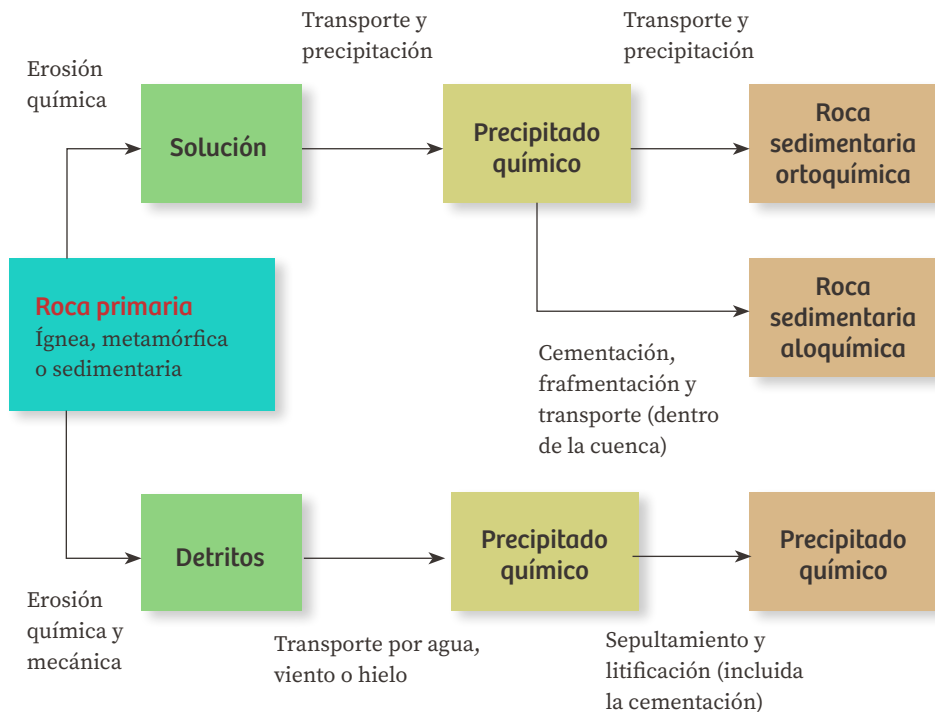 Transporte y
precipitación
Transporte y
precipitación
Erosión
química
Solución
Precipitado
químico
Roca
sedimentaria
ortoquímica
Roca primaria
Ígnea, metamórfica
o sedimentaria
Roca
sedimentaria
aloquímica
Cementación,
frafmentación y
transporte (dentro
de la cuenca)
Detritos
Precipitado
químico
Precipitado
químico
Erosión
química y
mecánica
Transporte por agua,
viento o hielo
Sepultamiento y
litificación (incluida
la cementación)